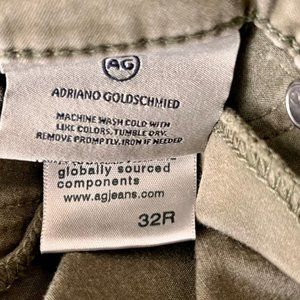 AG
ADRIANO GOLDSCHMIED
MACHINE WASH COLD WITH
LIKE COLORS, TUMBLE DRY.
REMOVE PROMPTLY, IRON IF NEEDED
globally sourced
components
www.agjeans.com
32R